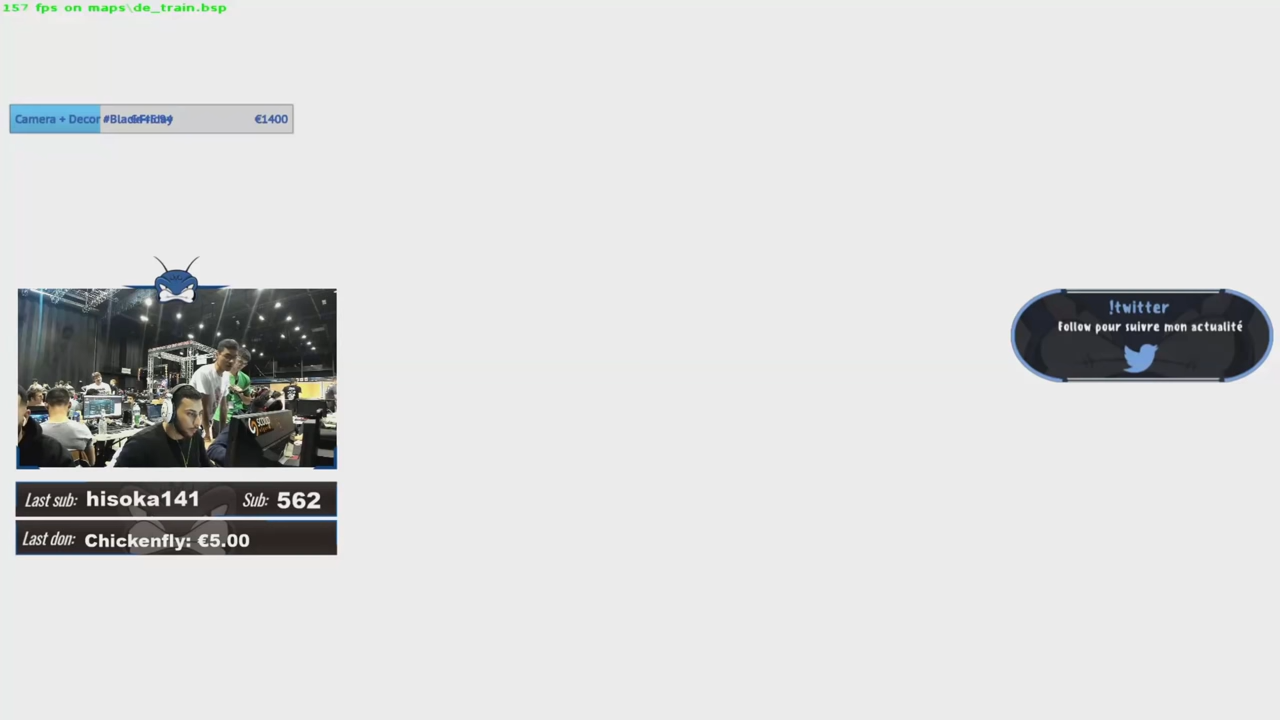 157 fps on maps\de_train.bsp
Camera + Decor #BlackFriday
€1400
!twitter
Follow pour suivre mon actualité
Last sub: hisoka141 Sub: 562
Last don: Chickenfly: €5.00